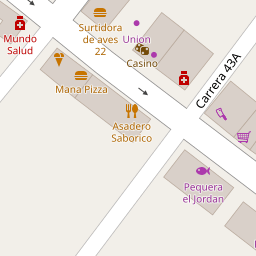 Surtidora
de aves
22
Mundo
Salud
Union
Casino
Carrera 43A
Mana Pizza
Asadero
Saborico
Pequera
el Jordan